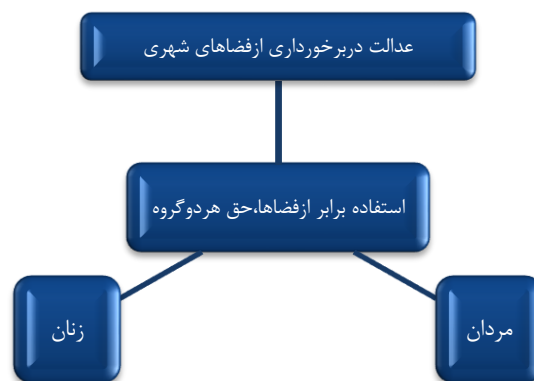 عدالت دربرخورداری ازفضاهای شهری
استفاده برابر ازفضاها،حق هردوگروه
مردان
زنان